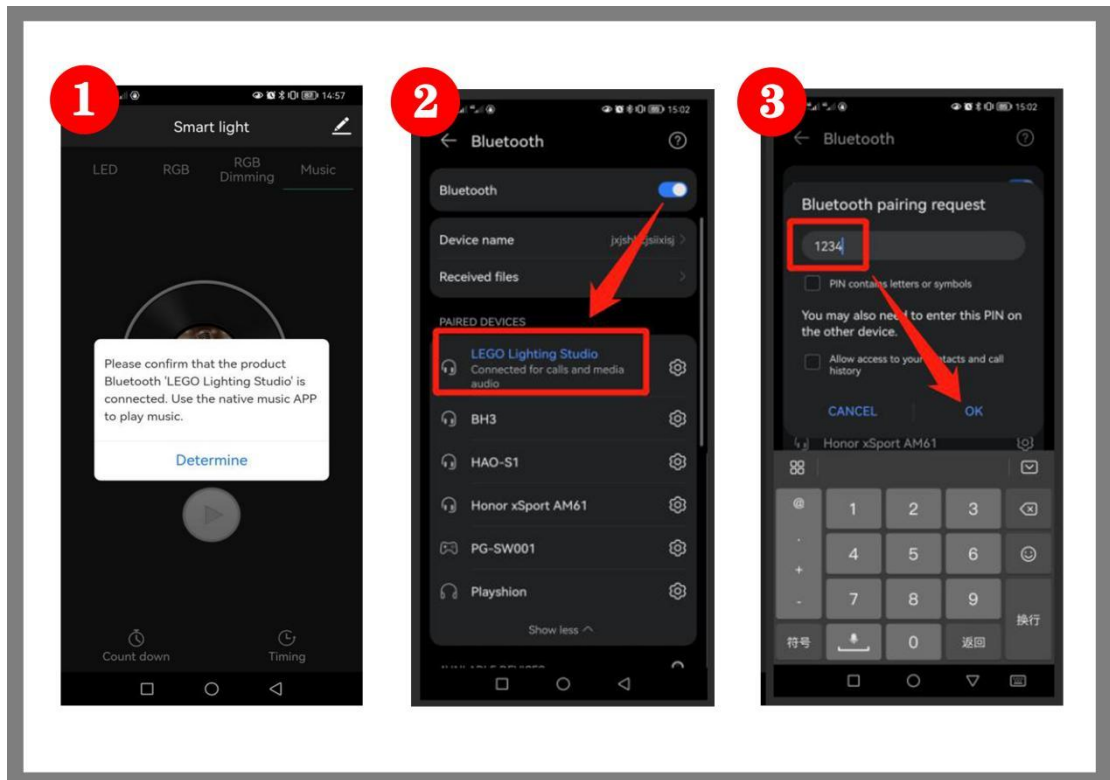 1
14:57
Smart light
LED
RGB
RGB
Dimming
Music
Please confirm that the product
Bluetooth 'LEGO Lighting Studio' is
connected. Use the native music APP
to play music.
Determine
Count down
Timing
2
15:02
Bluetooth
Bluetooth
Device name
Received files
PAIRED DEVICES
LEGO Lighting Studio
Connected for calls and media
audio
BH3
HAO-S1
Honor xSport AM61
PG-SW001
Playshion
Show less
3
15:02
Bluetooth
Bluetooth pairing request
1234
PIN contains letters or symbols
You may also need to enter this PIN on
the other device.
Allow access to your contacts and call
history
CANCEL
OK
Honor xSport AM61
@
1
2
3
.
4
5
6
+
-
7
8
9
换行
符号
0
返回